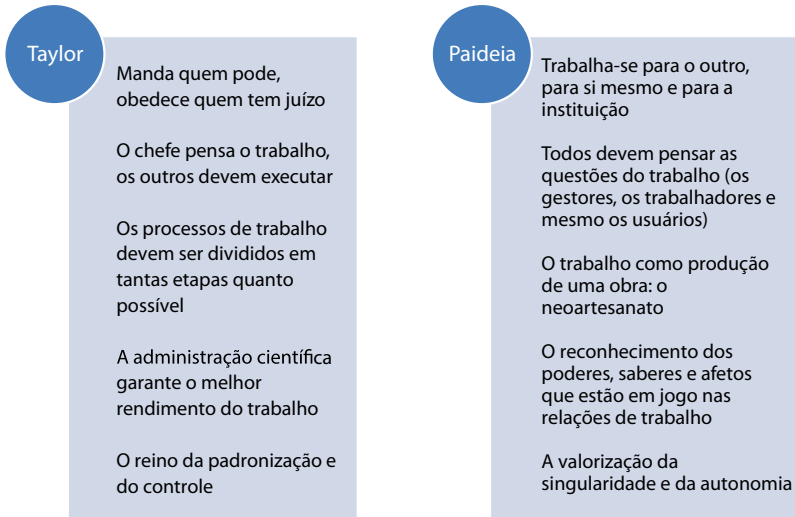 Taylor
Manda quem pode,
obedece quem tem juízo
O chefe pensa o trabalho,
os outros devem executar
Os processos de trabalho
devem ser divididos em
tantas etapas quanto
possível
A administração científica
garante o melhor
rendimento do trabalho
O reino da padronização e
do controle
Paideia
Trabalha-se para o outro,
para si mesmo e para a
instituição
Todos devem pensar as
questões do trabalho (os
gestores, os trabalhadores e
mesmo os usuários)
O trabalho como produção
de uma obra: o
neoartesanato
O reconhecimento dos
poderes, saberes e afetos
que estão em jogo nas
relações de trabalho
A valorização da
singularidade e da autonomia